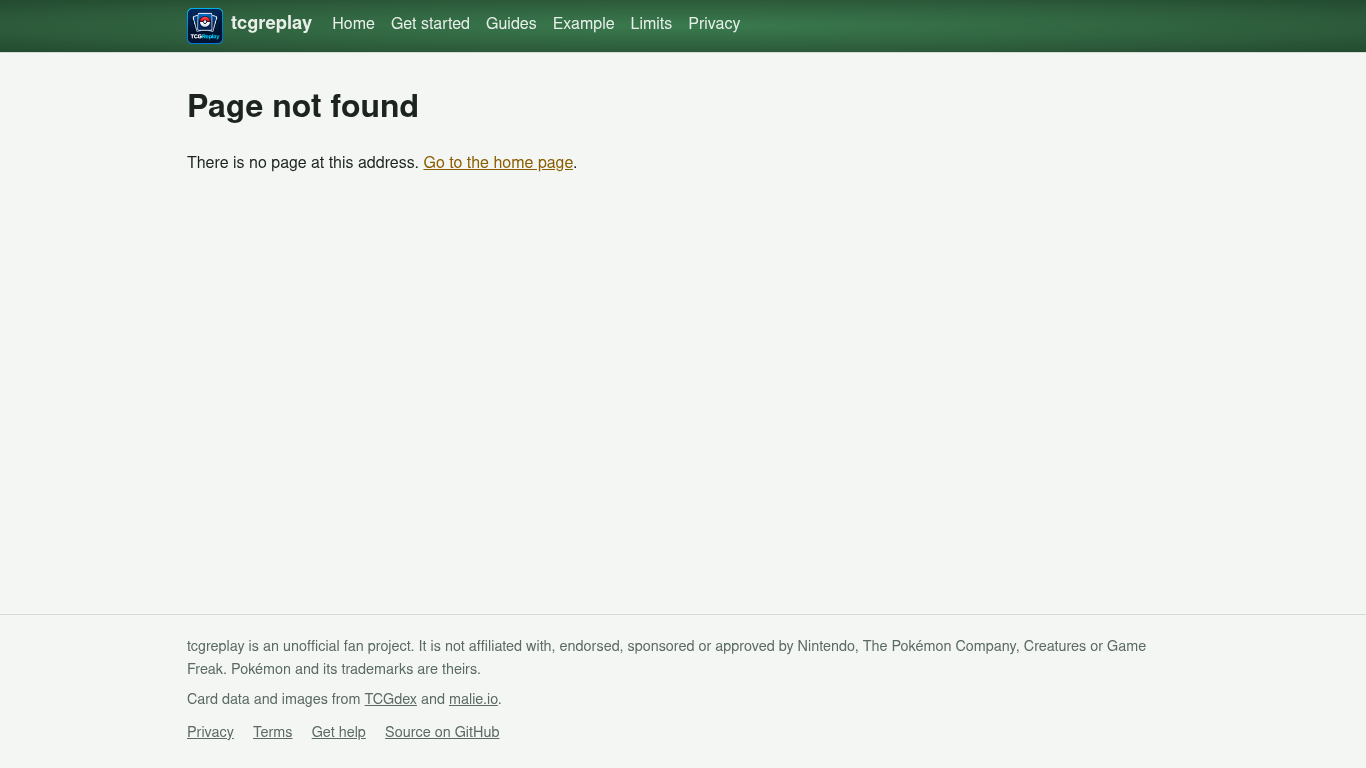 TCGReplay
tcgreplay Home Get started Guides Example Limits Privacy
Page not found
There is no page at this address. Go to the home page.
tcgreplay is an unofficial fan project. It is not affiliated with, endorsed, sponsored or approved by Nintendo, The Pokémon Company, Creatures or Game
Freak. Pokémon and its trademarks are theirs.
Card data and images from TCGdex and malie.io.
Privacy Terms Get help Source on GitHub